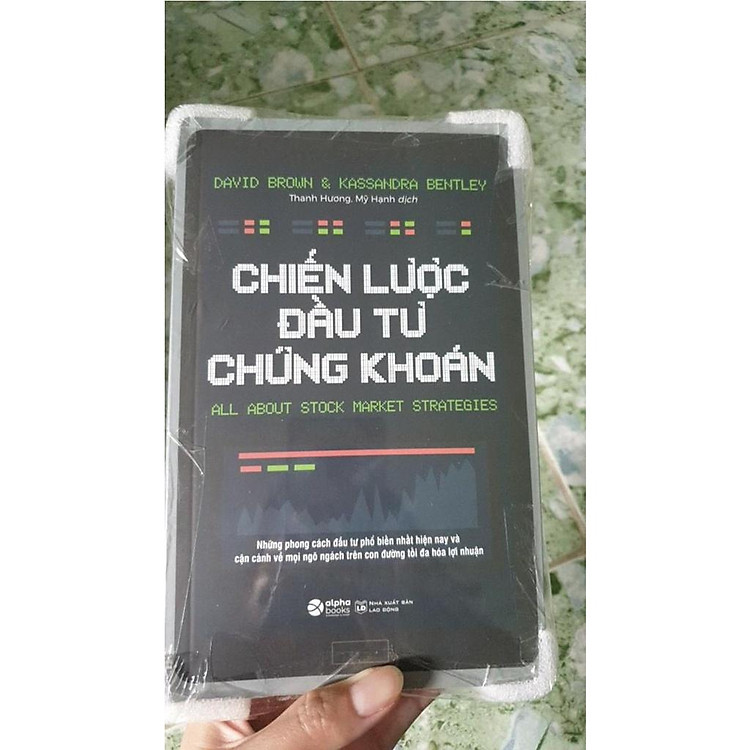 DAVID BROWN & KASSANDRA BENTLEY
Thanh Hương, Mỹ Hạnh dịch
CHIẾN LƯỢC
ĐẦU TƯ
CHỨNG KHOÁN
ALL ABOUT STOCK MARKET STRATEGIES
Những phong cách đầu tư phổ biến nhất hiện nay và
cận cảnh về mọi ngõ ngách trên con đường tối đa hóa lợi nhuận
alpha books
LĐ NHÀ XUẤT BẢN
LAO ĐỘNG